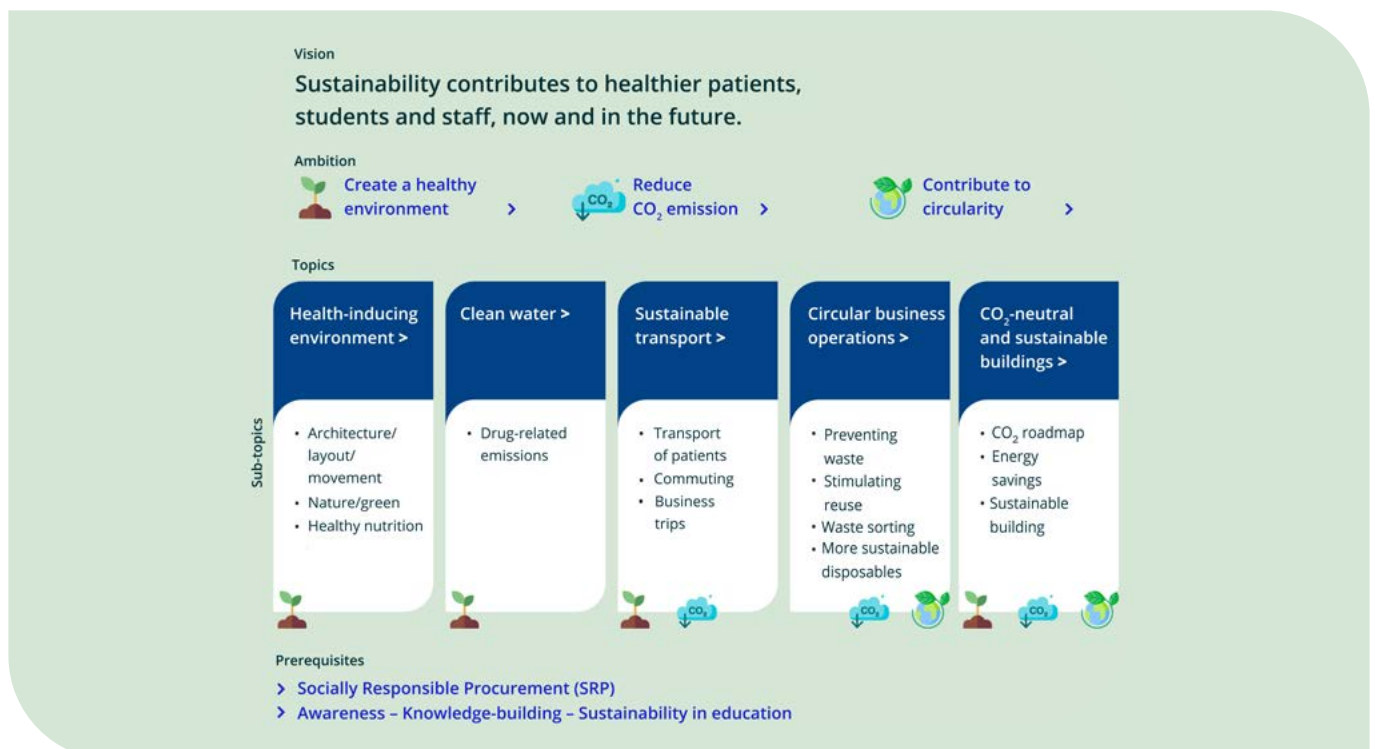 Vision
Sustainability contributes to healthier patients,
students and staff, now and in the future.
Ambition
Create a healthy
environment >
CO₂
Reduce
CO₂ emission >
Contribute to
circularity >
Topics
Health-inducing
environment >
Clean water >
Sustainable
transport >
Circular business
operations >
CO₂-neutral
and sustainable
buildings >
Sub-topics
• Architecture/
layout/
movement
• Nature/green
• Healthy nutrition
• Drug-related
emissions
• Transport
of patients
• Commuting
• Business
trips
• Preventing
waste
• Stimulating
reuse
• Waste sorting
• More sustainable
disposables
• CO₂ roadmap
• Energy
savings
• Sustainable
building
CO₂
CO₂
CO₂
Prerequisites
> Socially Responsible Procurement (SRP)
> Awareness – Knowledge-building – Sustainability in education